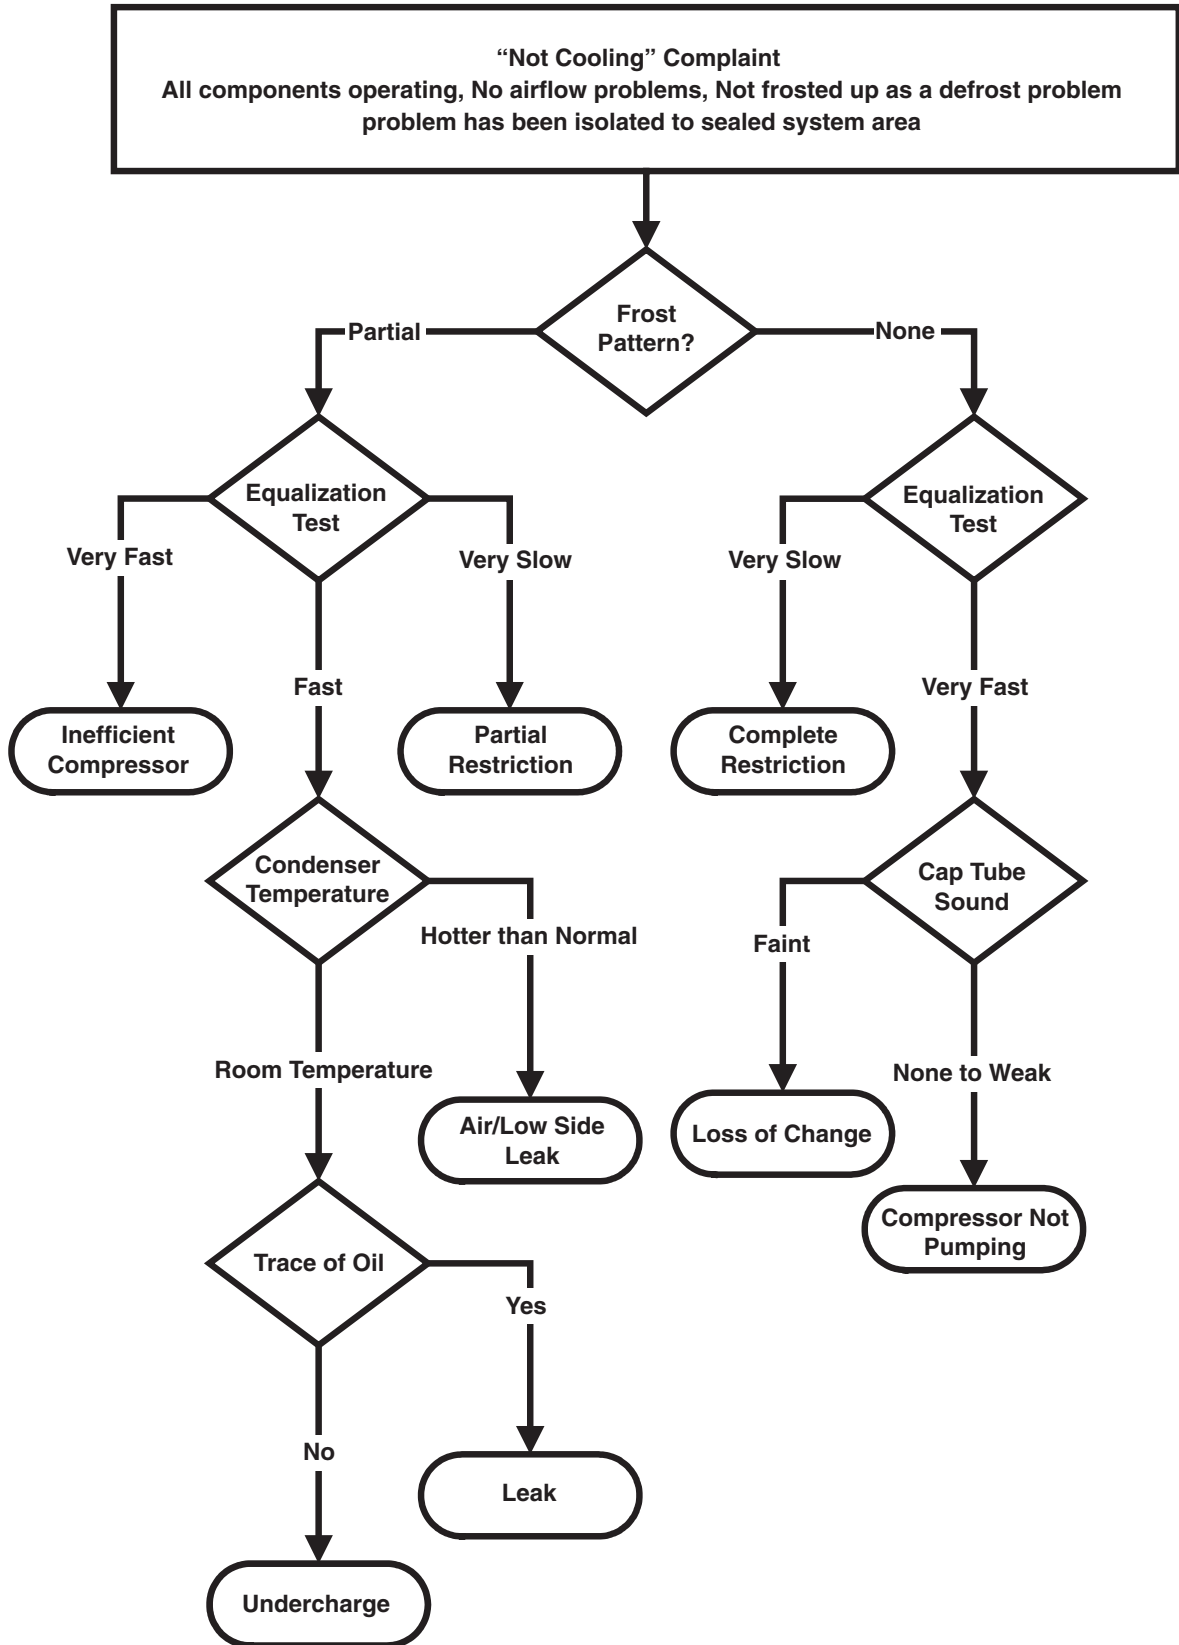 “Not Cooling” Complaint
All components operating, No airflow problems, Not frosted up as a defrost problem
problem has been isolated to sealed system area
Frost
Pattern?
Partial
None
Equalization
Test
Equalization
Test
Very Fast
Very Slow
Very Slow
Fast
Very Fast
Inefficient
Compressor
Partial
Restriction
Complete
Restriction
Condenser
Temperature
Cap Tube
Sound
Hotter than Normal
Faint
Room Temperature
None to Weak
Air/Low Side
Leak
Loss of Change
Compressor Not
Pumping
Trace of Oil
Yes
No
Leak
Undercharge